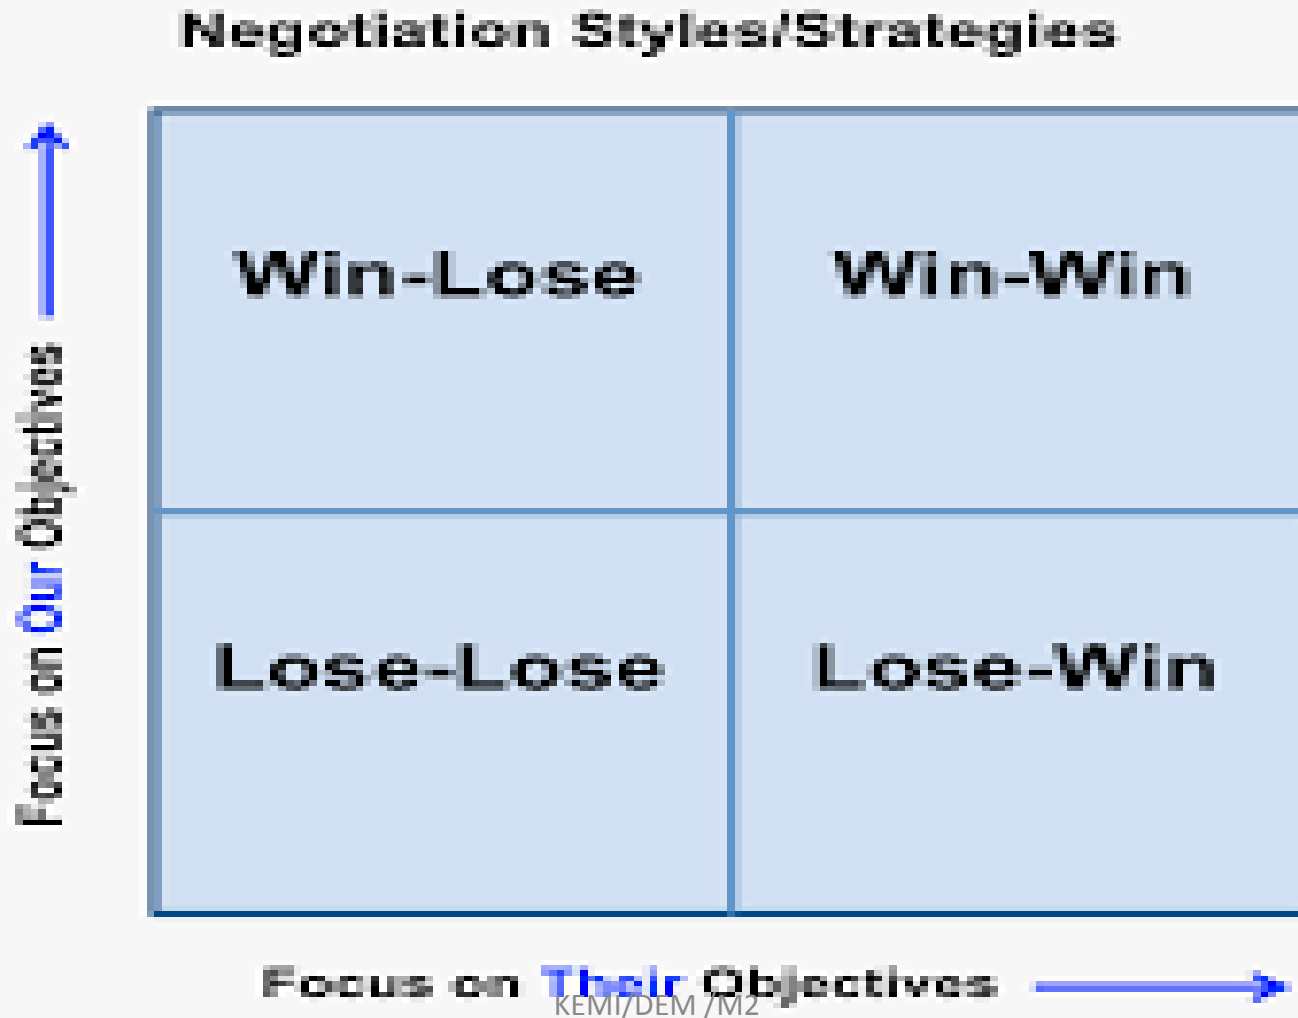 Negotiation Styles/Strategies
Win-Lose
Win-Win
Focus on Our Objectives
Lose-Lose
Lose-Win
Focus on Their Objectives
KEMI/DEM /M2